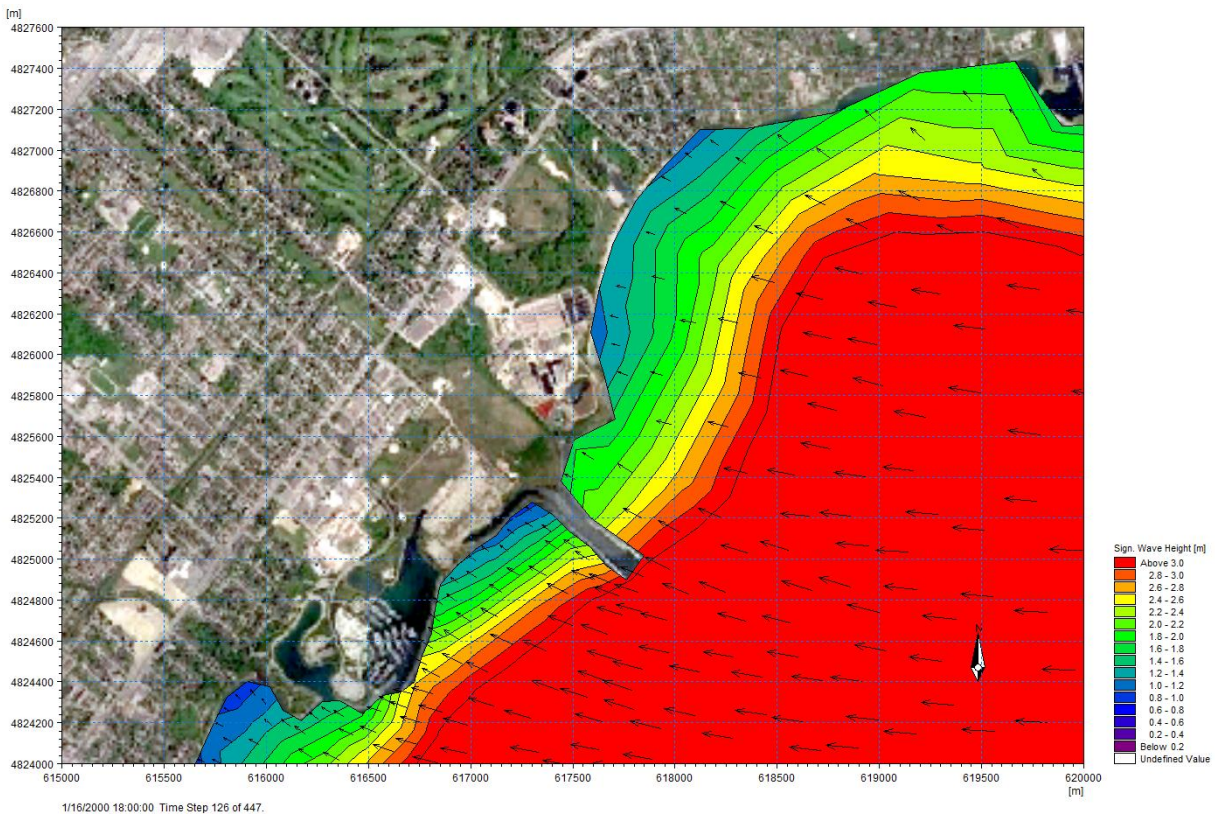 [m]
4827600
4827400
4827200
4827000
4826800
4826600
4826400
4826200
4826000
4825800
4825600
4825400
4825200
4825000
4824800
4824600
4824400
4824200
4824000
615000 615500 616000 616500 617000 617500 618000 618500 619000 619500 620000
[m]
N
Sign. Wave Height [m]
Above 3.0
2.8 - 3.0
2.6 - 2.8
2.4 - 2.6
2.2 - 2.4
2.0 - 2.2
1.8 - 2.0
1.6 - 1.8
1.4 - 1.6
1.2 - 1.4
1.0 - 1.2
0.8 - 1.0
0.6 - 0.8
0.4 - 0.6
0.2 - 0.4
Below 0.2
Undefined Value
1/16/2000 18:00:00 Time Step 126 of 447.